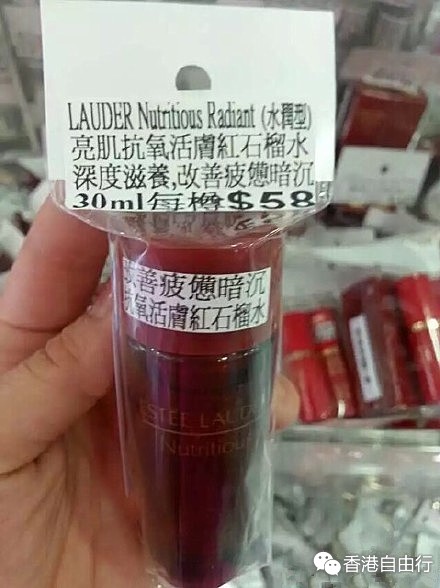 LAUDER Nutritious Radiant (水潤型)
亮肌抗氧活膚紅石榴水
深度滋養,改善疲憊暗沉
30ml每樽$58
改善疲憊暗沉
抗氧活膚紅石榴水
ESTEE LAUDER
Nutritious
香港自由行